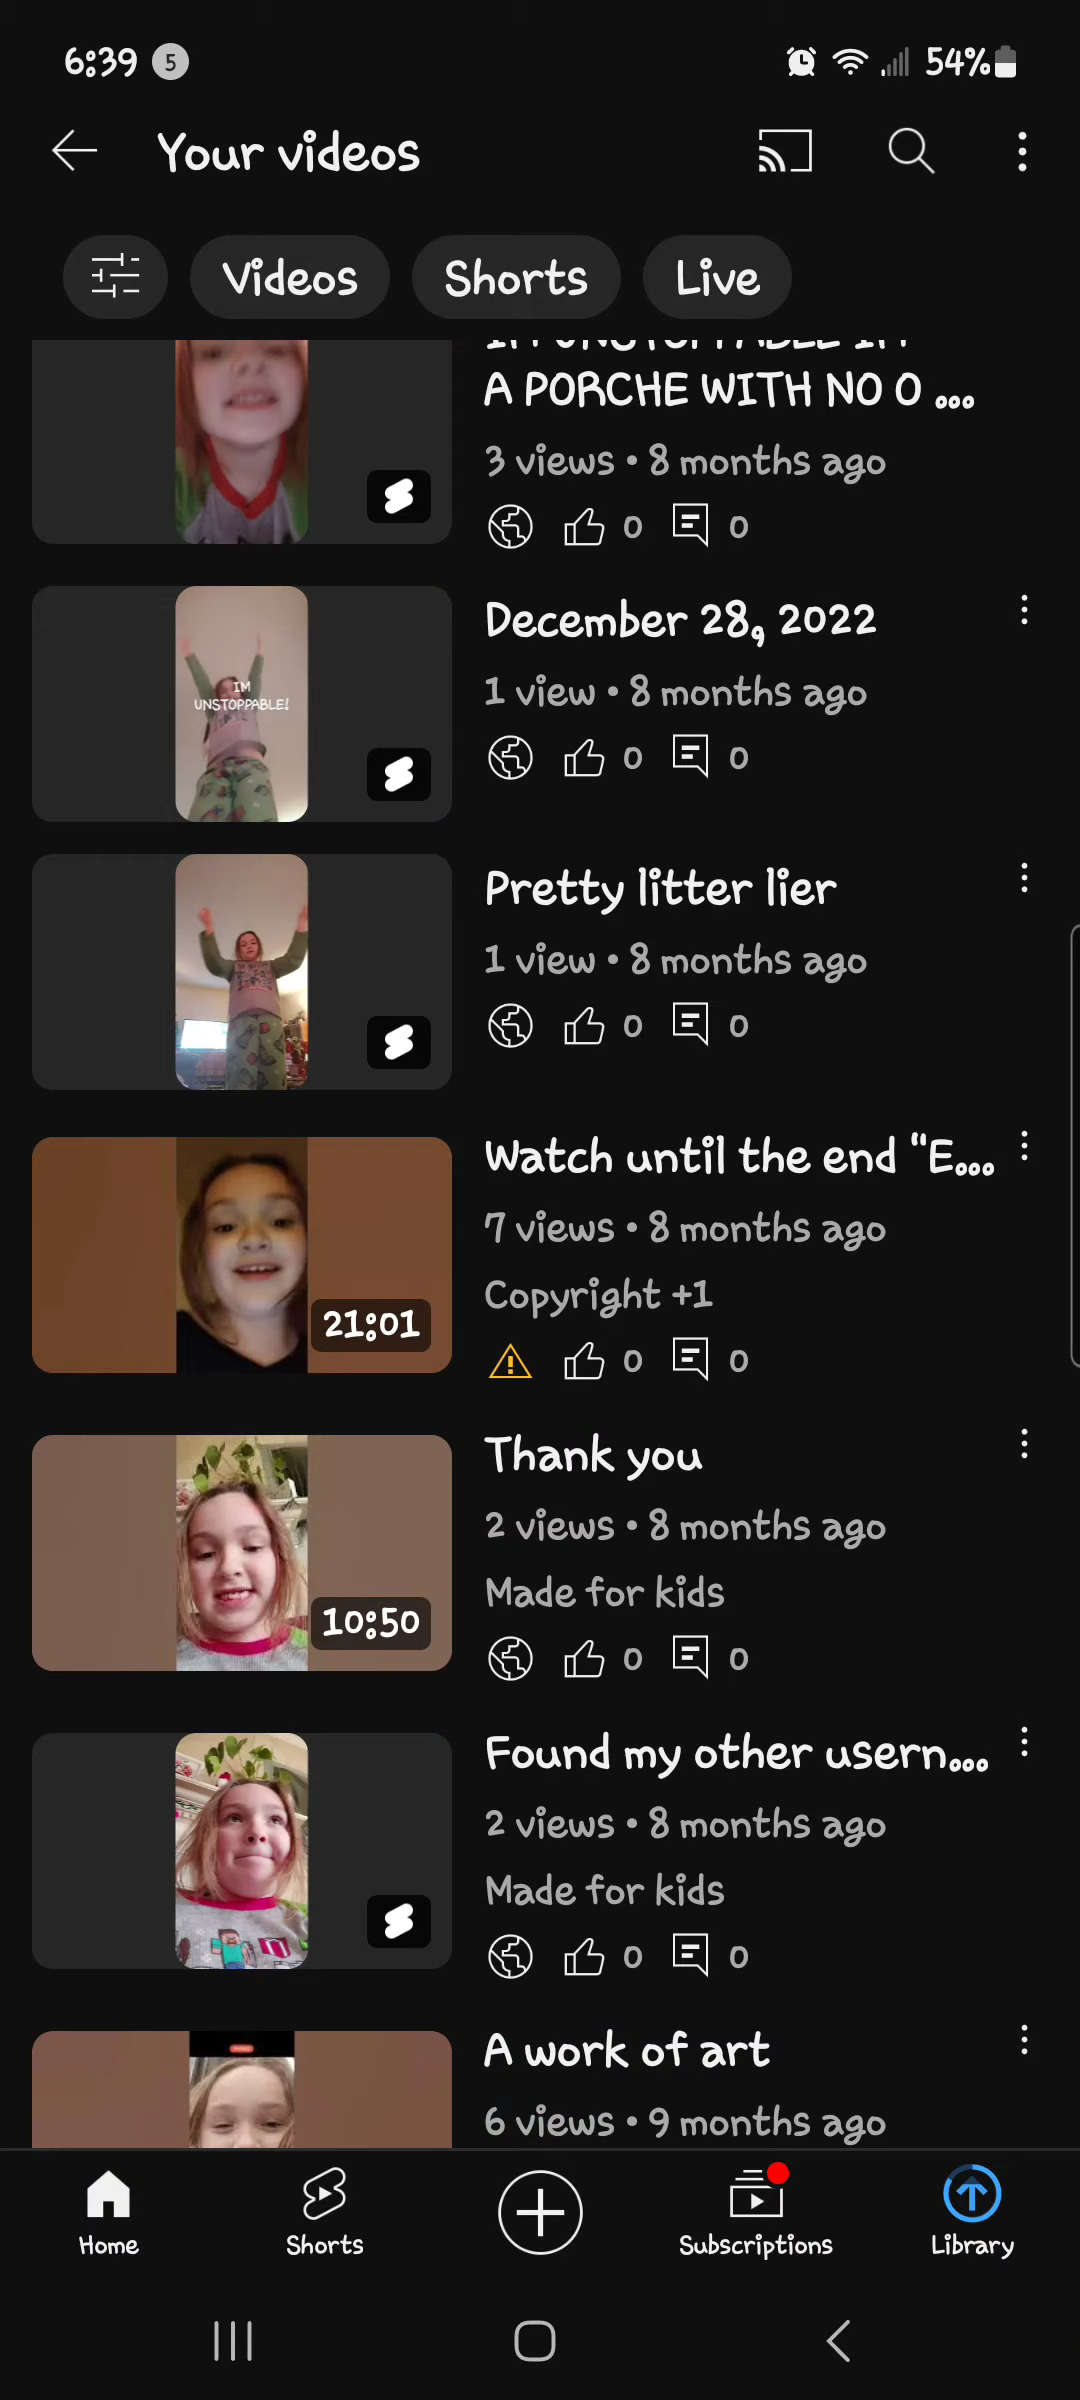 6:39 5 54%
Your videos
Videos Shorts Live
IM UNSTOPPABLE IM
A PORCHE WITH NO O ...
3 views • 8 months ago
0 0
IM
UNSTOPPABLE!
December 28, 2022
1 view • 8 months ago
0 0
Pretty litter lier
1 view • 8 months ago
0 0
21:01
Watch until the end "E...
7 views • 8 months ago
Copyright +1
0 0
10:50
Thank you
2 views • 8 months ago
Made for kids
0 0
Found my other usern...
2 views • 8 months ago
Made for kids
0 0
A work of art
6 views • 9 months ago
Home Shorts Subscriptions Library